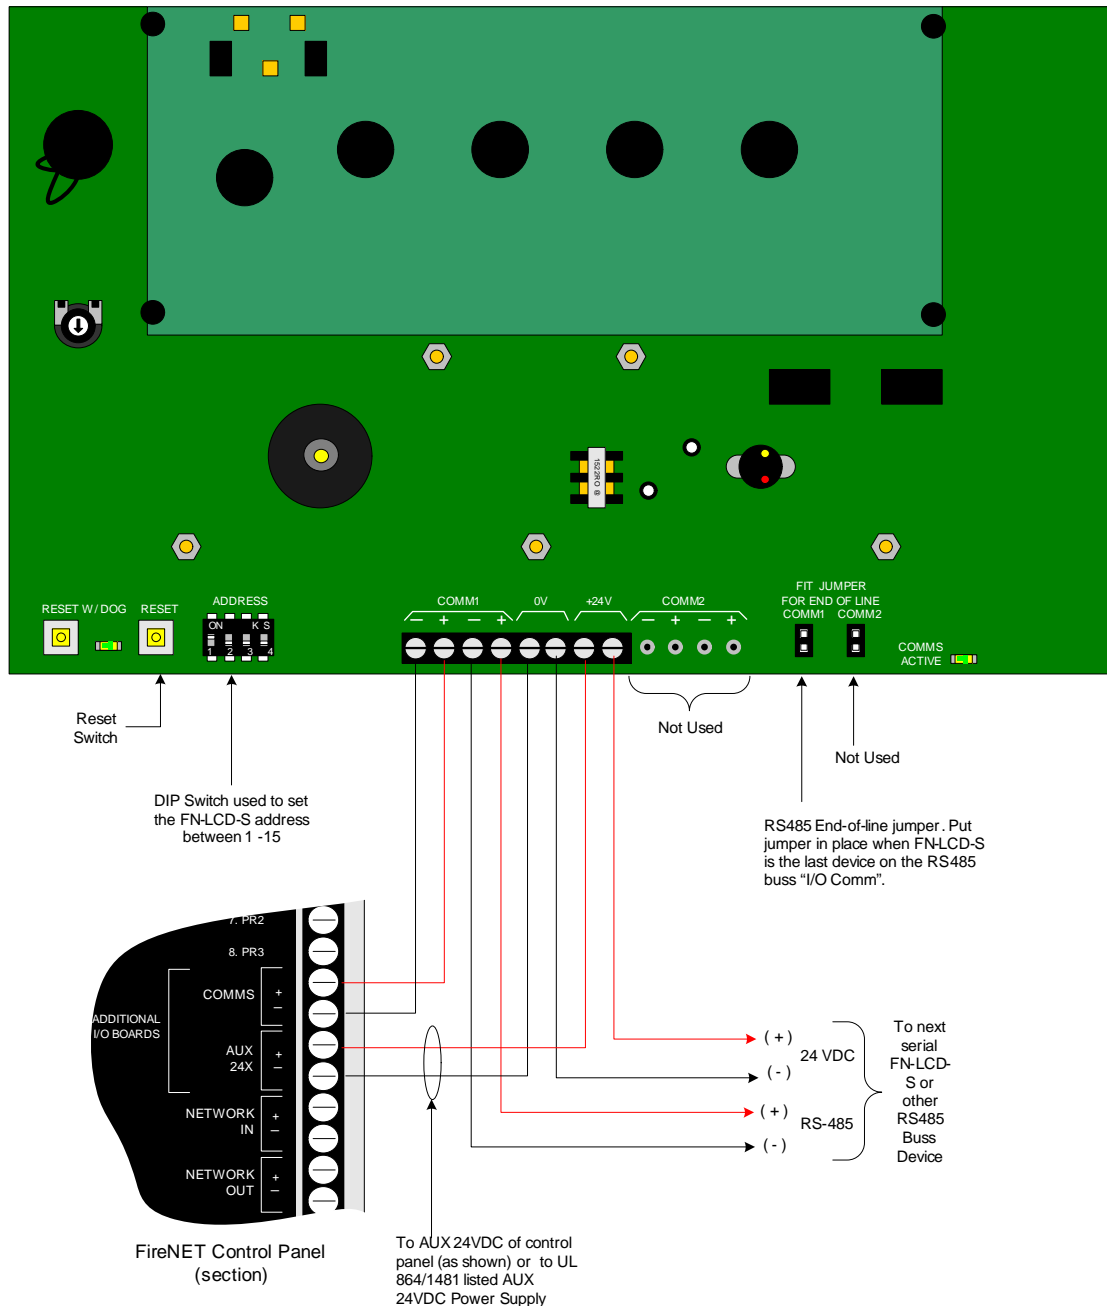 1522RO @
RESET W/ DOG
RESET
ADDRESS
ON
K S
1 2 3 4
COMM1
0V
+24V
COMM2
− + − +
− + − +
FIT JUMPER
FOR END OF LINE
COMM1 COMM2
COMMS
ACTIVE
Reset
Switch
DIP Switch used to set
the FN-LCD-S address
between 1 -15
Not Used
Not Used
RS485 End-of-line jumper. Put
jumper in place when FN-LCD-S
is the last device on the RS485
buss “I/O Comm”.
7. PR2
8. PR3
ADDITIONAL
I/O BOARDS
COMMS
+
−
AUX
24X
+
−
NETWORK
IN
+
−
NETWORK
OUT
+
−
FireNET Control Panel
(section)
To AUX 24VDC of control
panel (as shown) or to UL
864/1481 listed AUX
24VDC Power Supply
(+)
24 VDC
(-)
(+)
RS-485
(-)
To next
serial
FN-LCD-
S or
other
RS485
Buss
Device